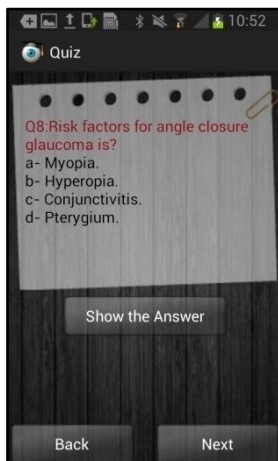 10:52
Quiz
Q8:Risk factors for angle closure
glaucoma is?
a- Myopia.
b- Hyperopia.
c- Conjunctivitis.
d- Pterygium.
Show the Answer
Back
Next